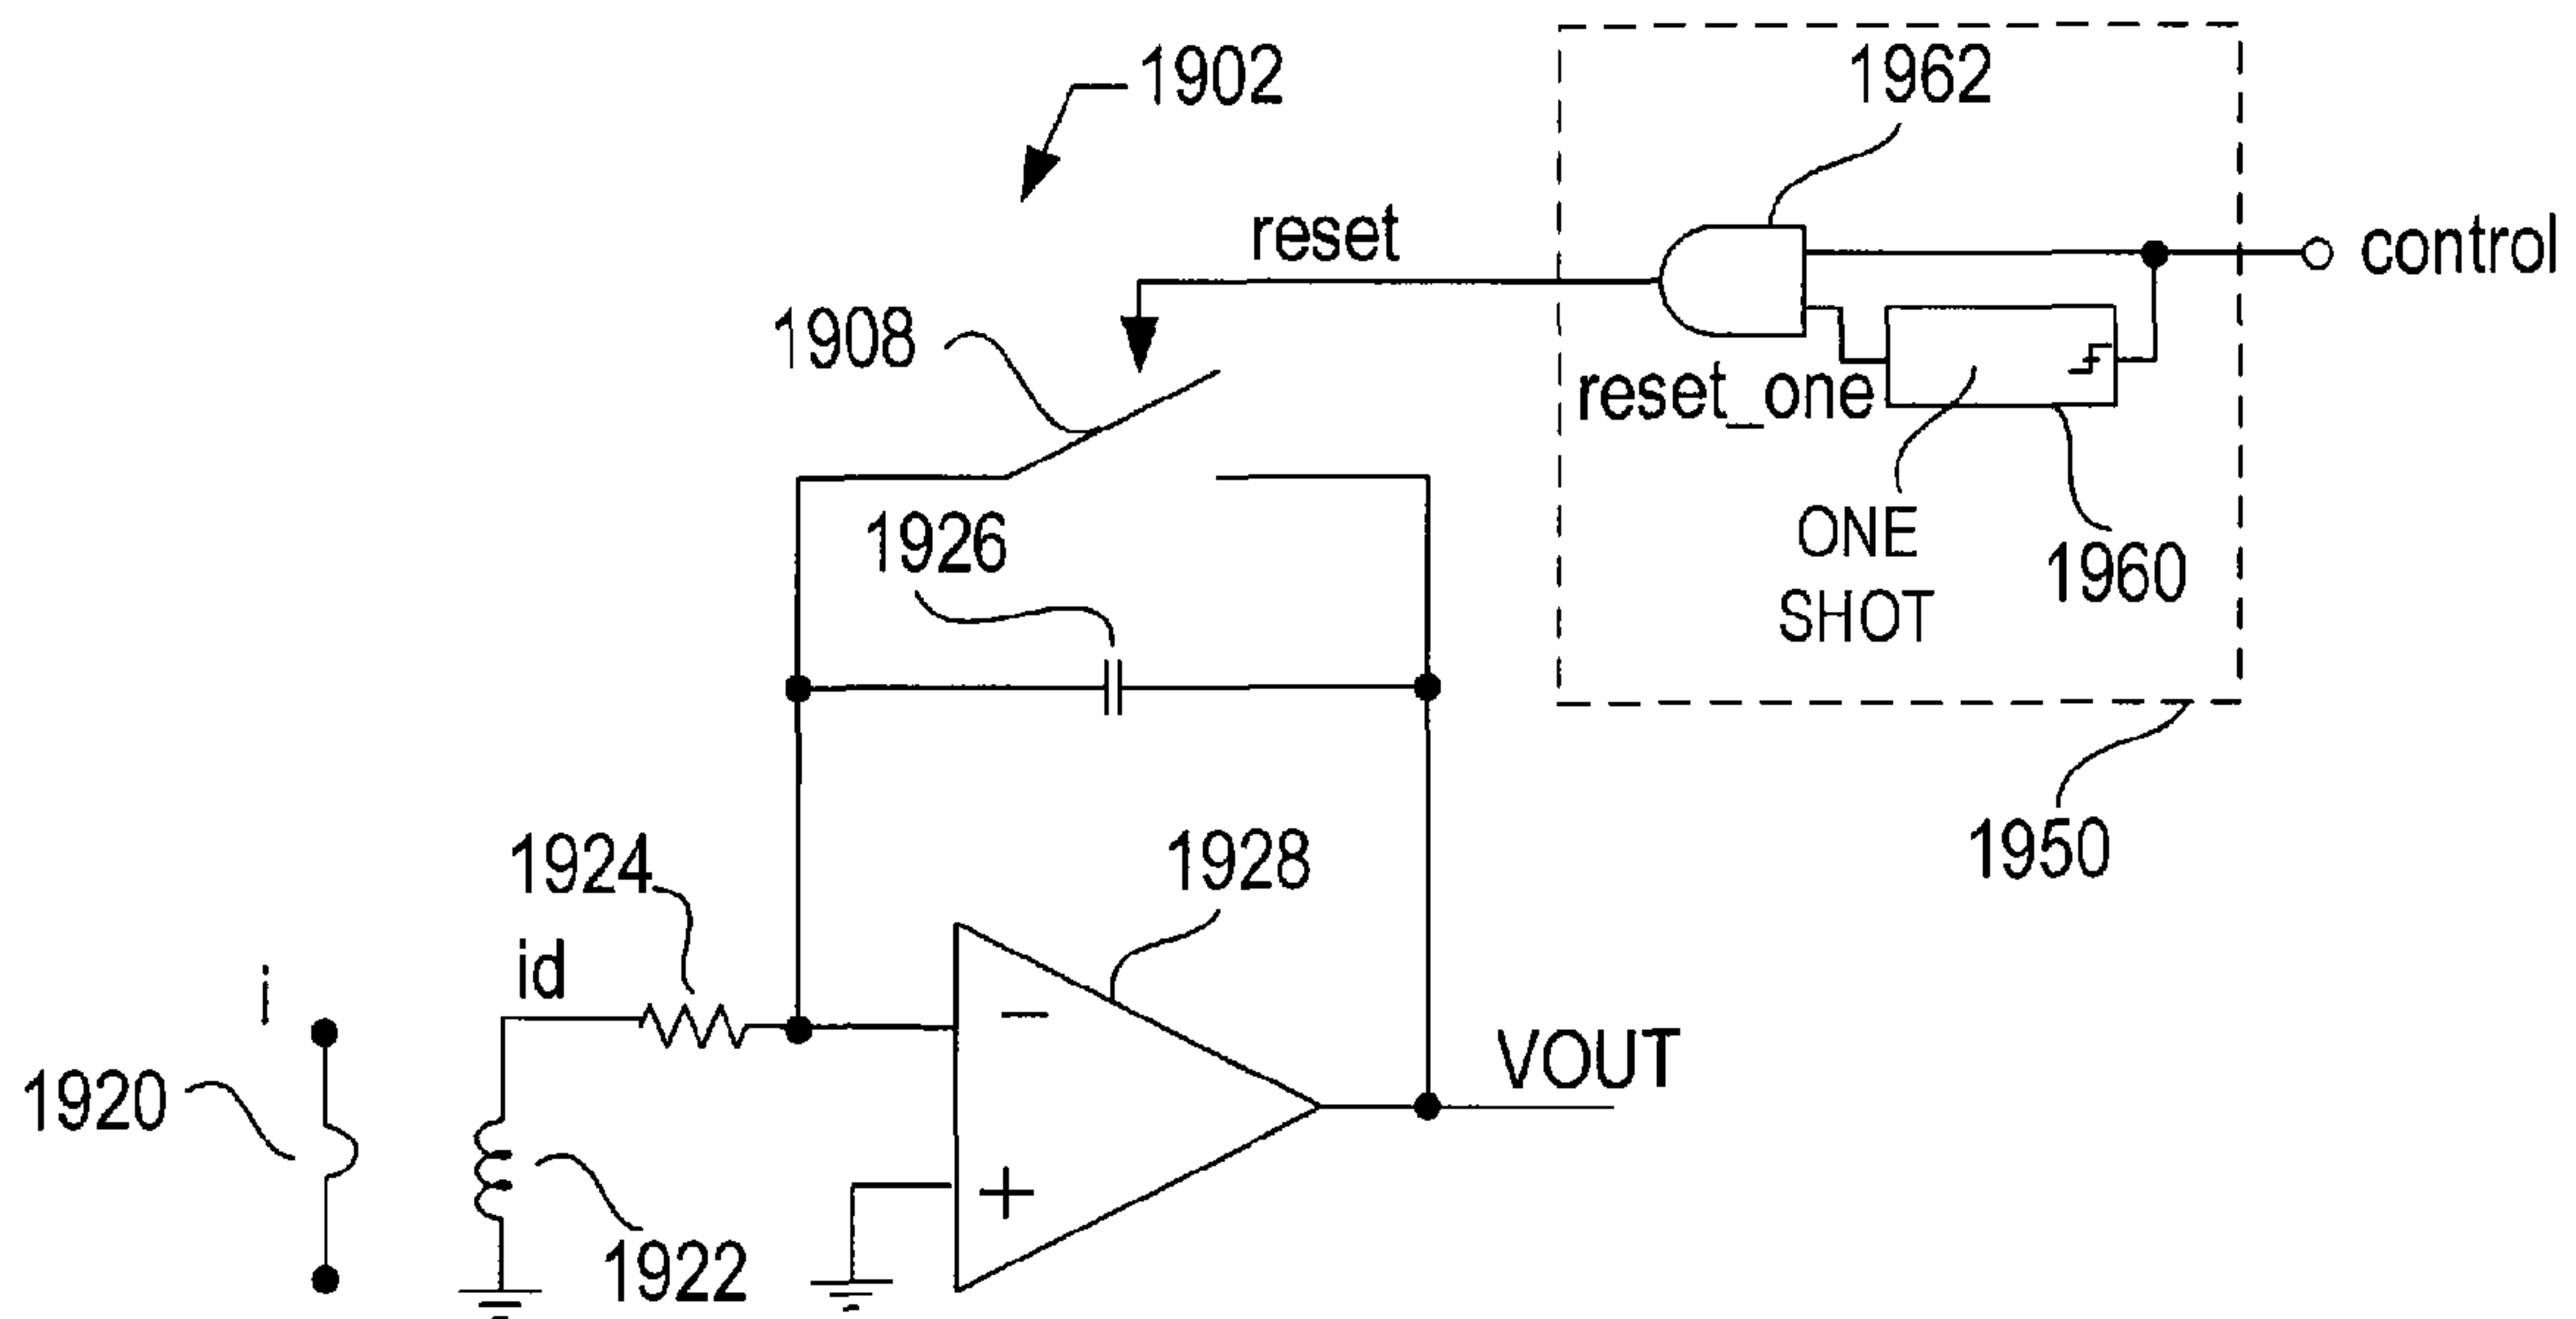 1902
1962
reset
control
1908
reset_one
1926
ONE
SHOT
1960
1950
1924
1928
id
i
VOUT
1920
1922
−
+